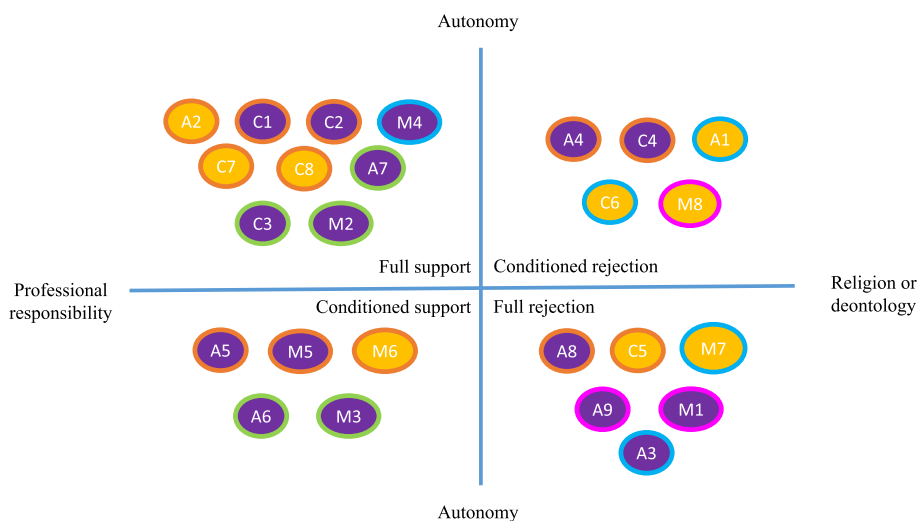 Autonomy
A2 C1 C2 M4
A4 C4 A1
C7 C8 A7
C6 M8
C3 M2
Full support
Conditioned rejection
Professional
responsibility
Religion or
deontology
Conditioned support
Full rejection
A5 M5 M6
A8 C5 M7
A6 M3
A9 M1
A3
Autonomy